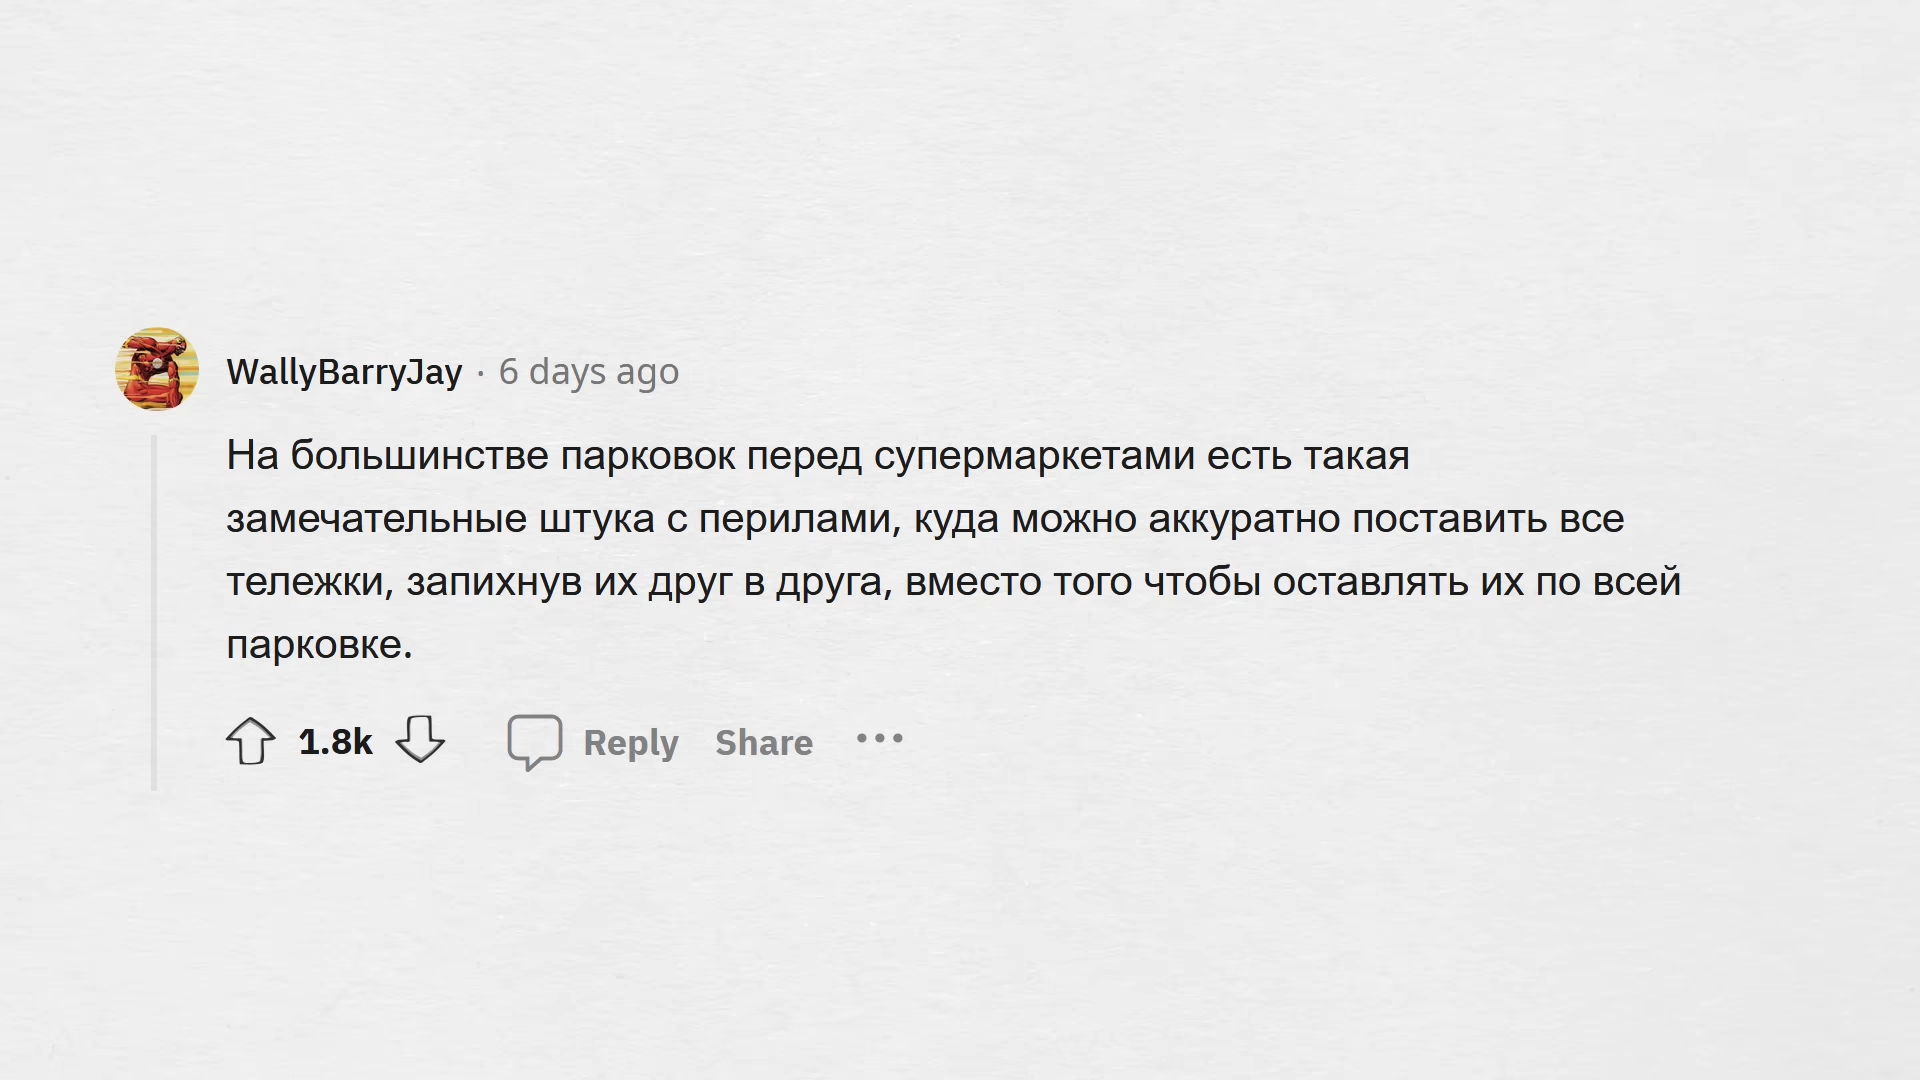 WallyBarryJay · 6 days ago
На большинстве парковок перед супермаркетами есть такая
замечательные штука с перилами, куда можно аккуратно поставить все
тележки, запихнув их друг в друга, вместо того чтобы оставлять их по всей
парковке.
1.8k Reply Share